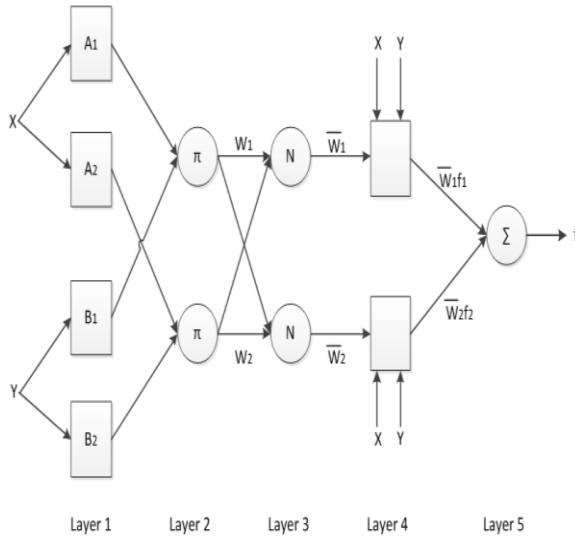 X Y
A1
X
A2
π
W1
N
W̅1
W̅1f1
Σ
f
B1
π
W2
N
W̅2
W̅2f2
Y
B2
X Y
Layer 1 Layer 2 Layer 3 Layer 4 Layer 5